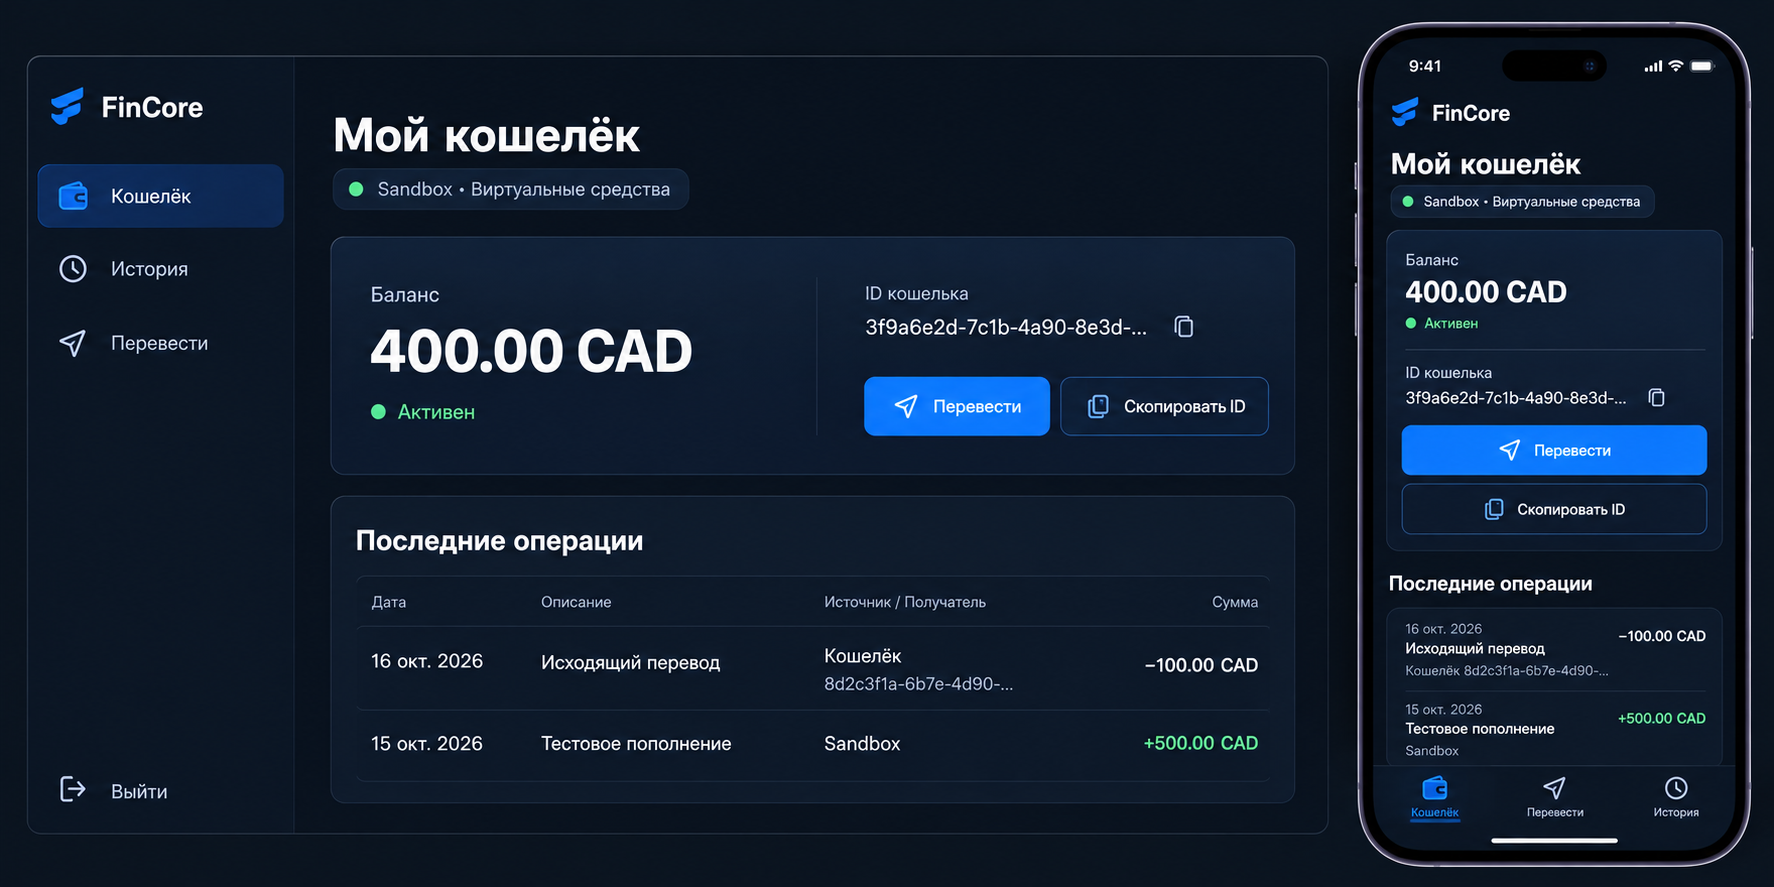 FinCore
Кошелёк
История
Перевести
Выйти
Мой кошелёк
Sandbox • Виртуальные средства
Баланс
400.00 CAD
Активен
ID кошелька
3f9a6e2d-7c1b-4a90-8e3d-...
Перевести
Скопировать ID
Последние операции
Дата Описание Источник / Получатель Сумма
16 окт. 2026 Исходящий перевод Кошелёк −100.00 CAD
8d2c3f1a-6b7e-4d90-...
15 окт. 2026 Тестовое пополнение Sandbox +500.00 CAD
9:41
FinCore
Мой кошелёк
Sandbox • Виртуальные средства
Баланс
400.00 CAD
Активен
ID кошелька
3f9a6e2d-7c1b-4a90-8e3d-...
Перевести
Скопировать ID
Последние операции
16 окт. 2026
Исходящий перевод −100.00 CAD
Кошелёк 8d2c3f1a-6b7e-4d90-...
15 окт. 2026
Тестовое пополнение +500.00 CAD
Sandbox
Кошелёк Перевести История